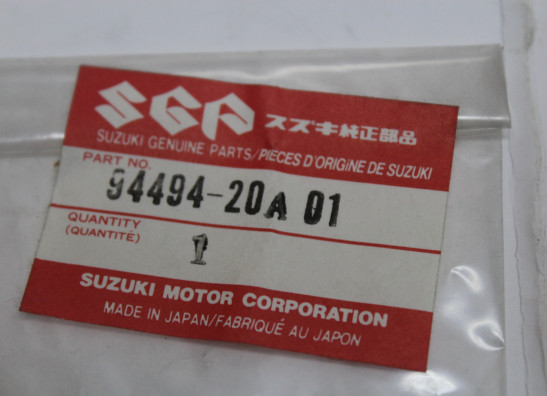 SGP スズキ純正部品
SUZUKI GENUINE PARTS/PIECES D'ORIGINE DE SUZUKI
PART NO.
94494-20A 01
QUANTITY
(QUANTITÉ)
1
SUZUKI MOTOR CORPORATION
MADE IN JAPAN/FABRIQUÉ AU JAPON